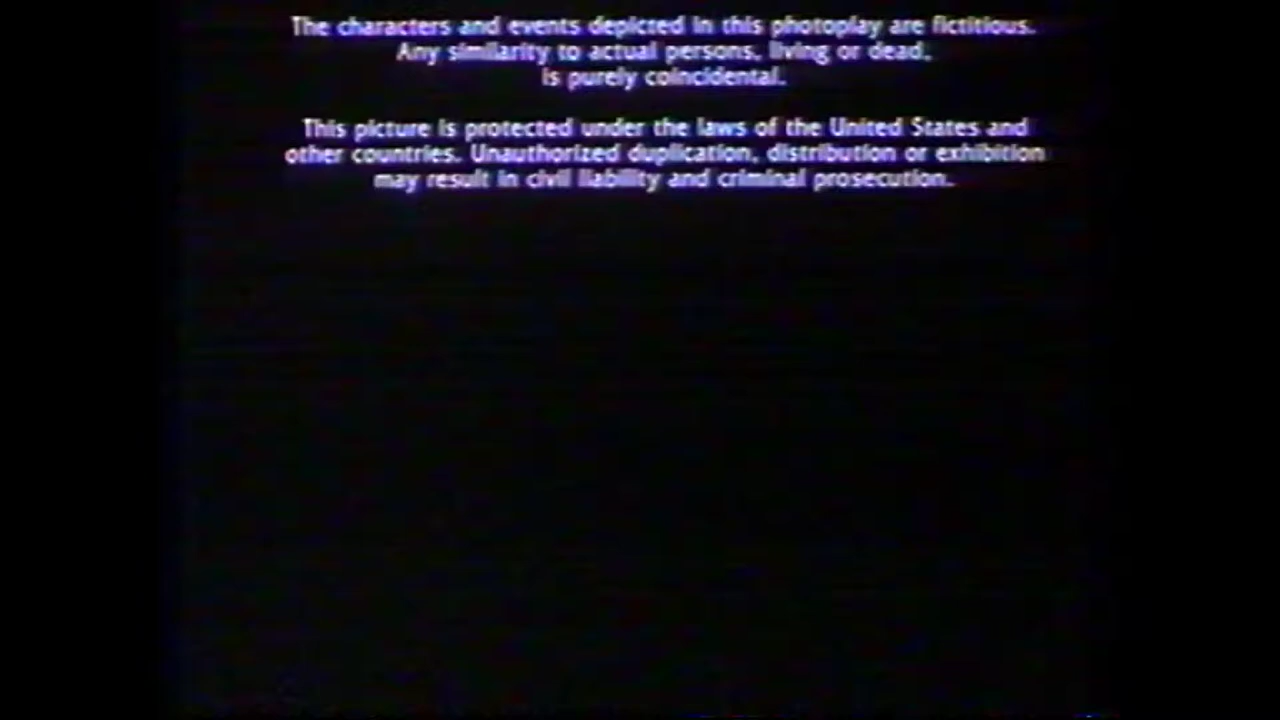 The characters and events depicted in this photoplay are fictitious.
Any similarity to actual persons, living or dead,
is purely coincidental.
This picture is protected under the laws of the United States and
other countries. Unauthorized duplication, distribution or exhibition
may result in civil liability and criminal prosecution.